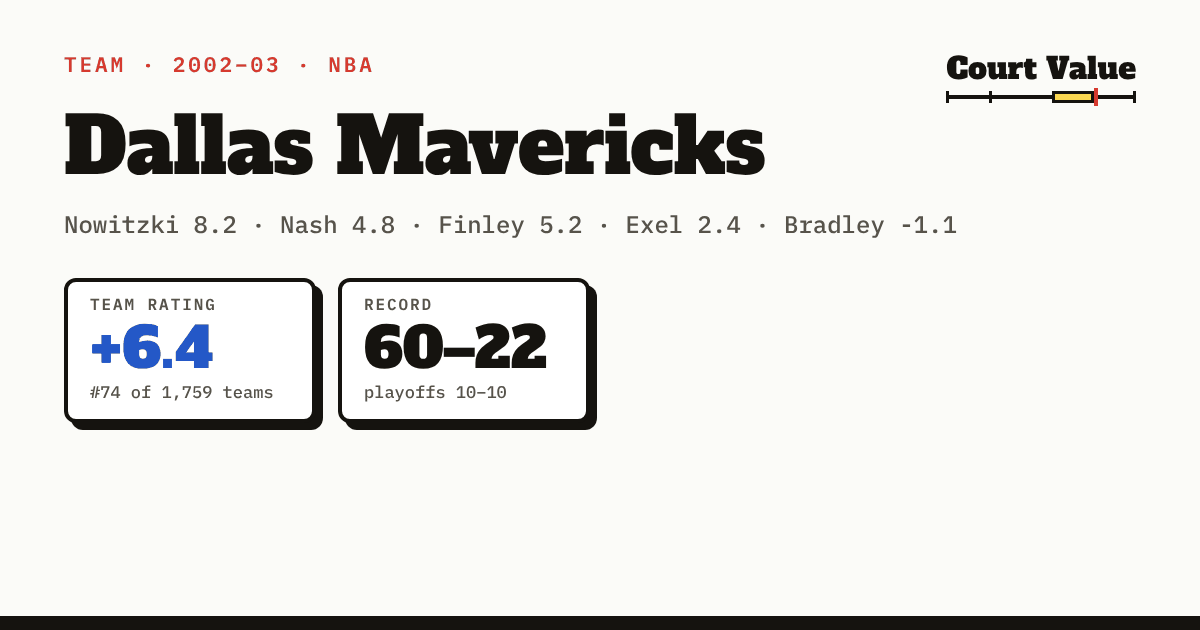 TEAM · 2002–03 · NBA
Court Value
Dallas Mavericks
Nowitzki 8.2 · Nash 4.8 · Finley 5.2 · Exel 2.4 · Bradley -1.1
TEAM RATING
+6.4
#74 of 1,759 teams
RECORD
60–22
playoffs 10–10